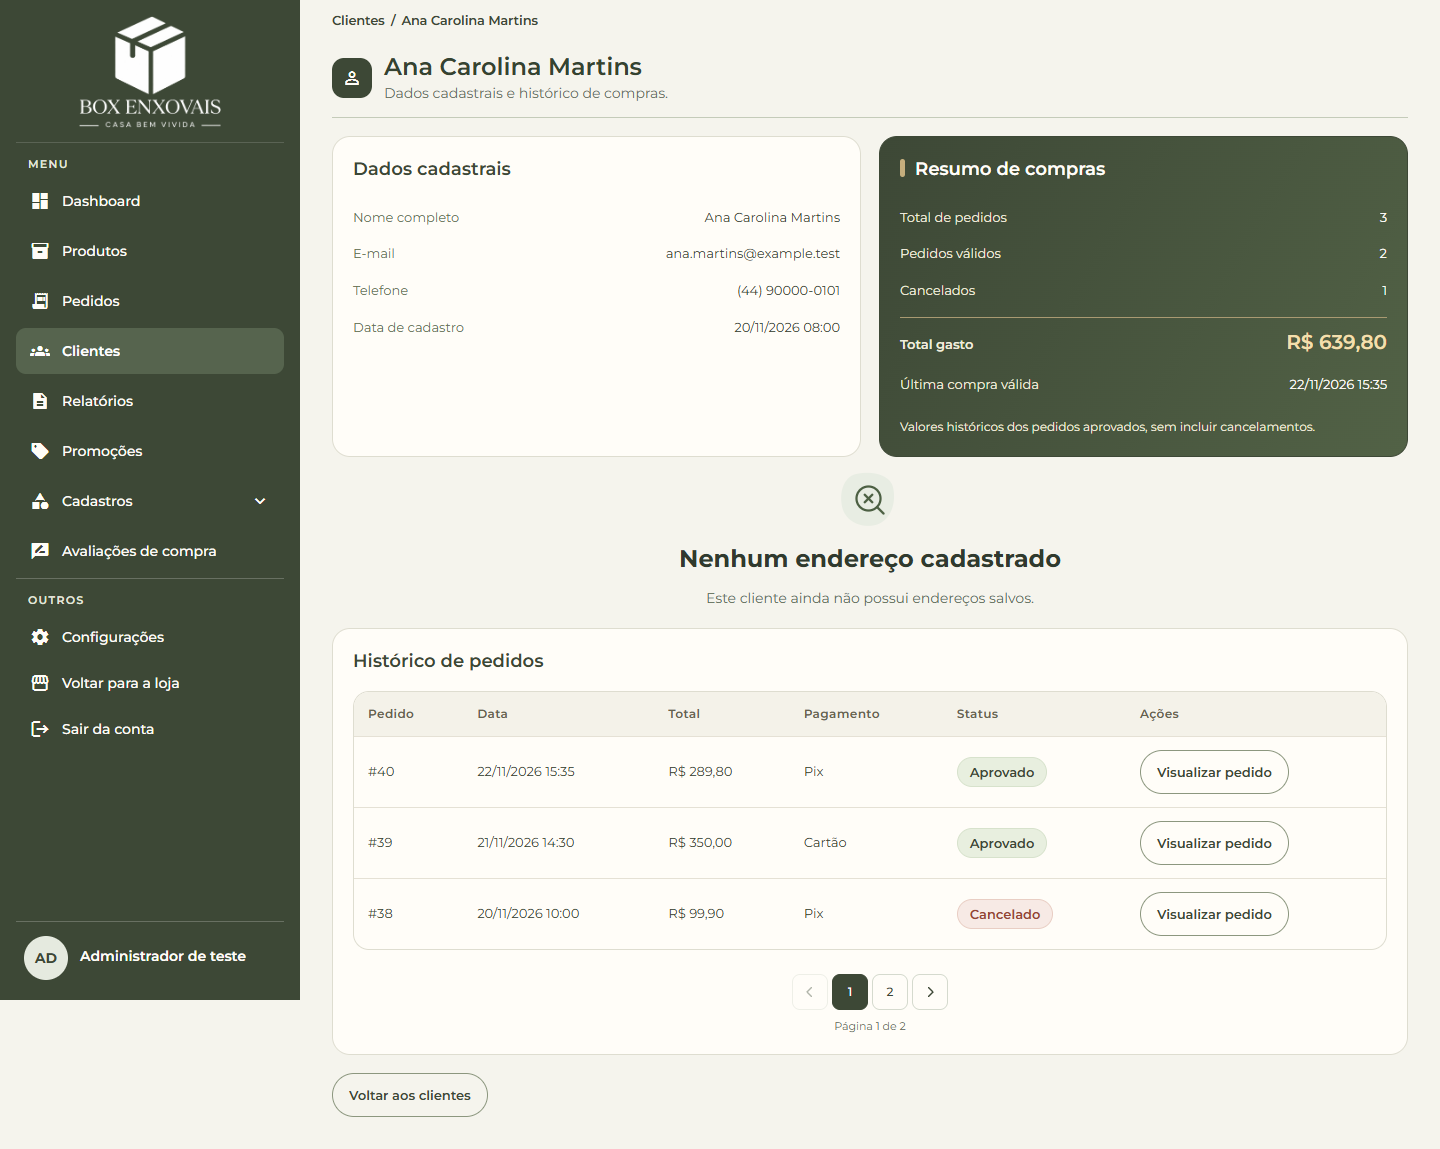 BOX ENXOVAIS
CASA BEM VIVIDA
MENU
Dashboard
Produtos
Pedidos
Clientes
Relatórios
Promoções
Cadastros
Avaliações de compra
OUTROS
Configurações
Voltar para a loja
Sair da conta
AD
Administrador de teste
Clientes / Ana Carolina Martins
Ana Carolina Martins
Dados cadastrais e histórico de compras.
Dados cadastrais
Nome completo Ana Carolina Martins
E-mail ana.martins@example.test
Telefone (44) 90000-0101
Data de cadastro 20/11/2026 08:00
Resumo de compras
Total de pedidos 3
Pedidos válidos 2
Cancelados 1
Total gasto R$ 639,80
Última compra válida 22/11/2026 15:35
Valores históricos dos pedidos aprovados, sem incluir cancelamentos.
Nenhum endereço cadastrado
Este cliente ainda não possui endereços salvos.
Histórico de pedidos
Pedido Data Total Pagamento Status Ações
#40 22/11/2026 15:35 R$ 289,80 Pix Aprovado Visualizar pedido
#39 21/11/2026 14:30 R$ 350,00 Cartão Aprovado Visualizar pedido
#38 20/11/2026 10:00 R$ 99,90 Pix Cancelado Visualizar pedido
1 2
Página 1 de 2
Voltar aos clientes